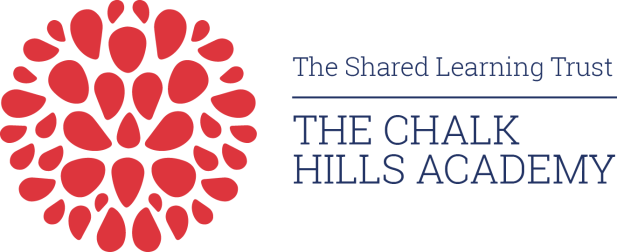 The Shared Learning Trust
THE CHALK
HILLS ACADEMY